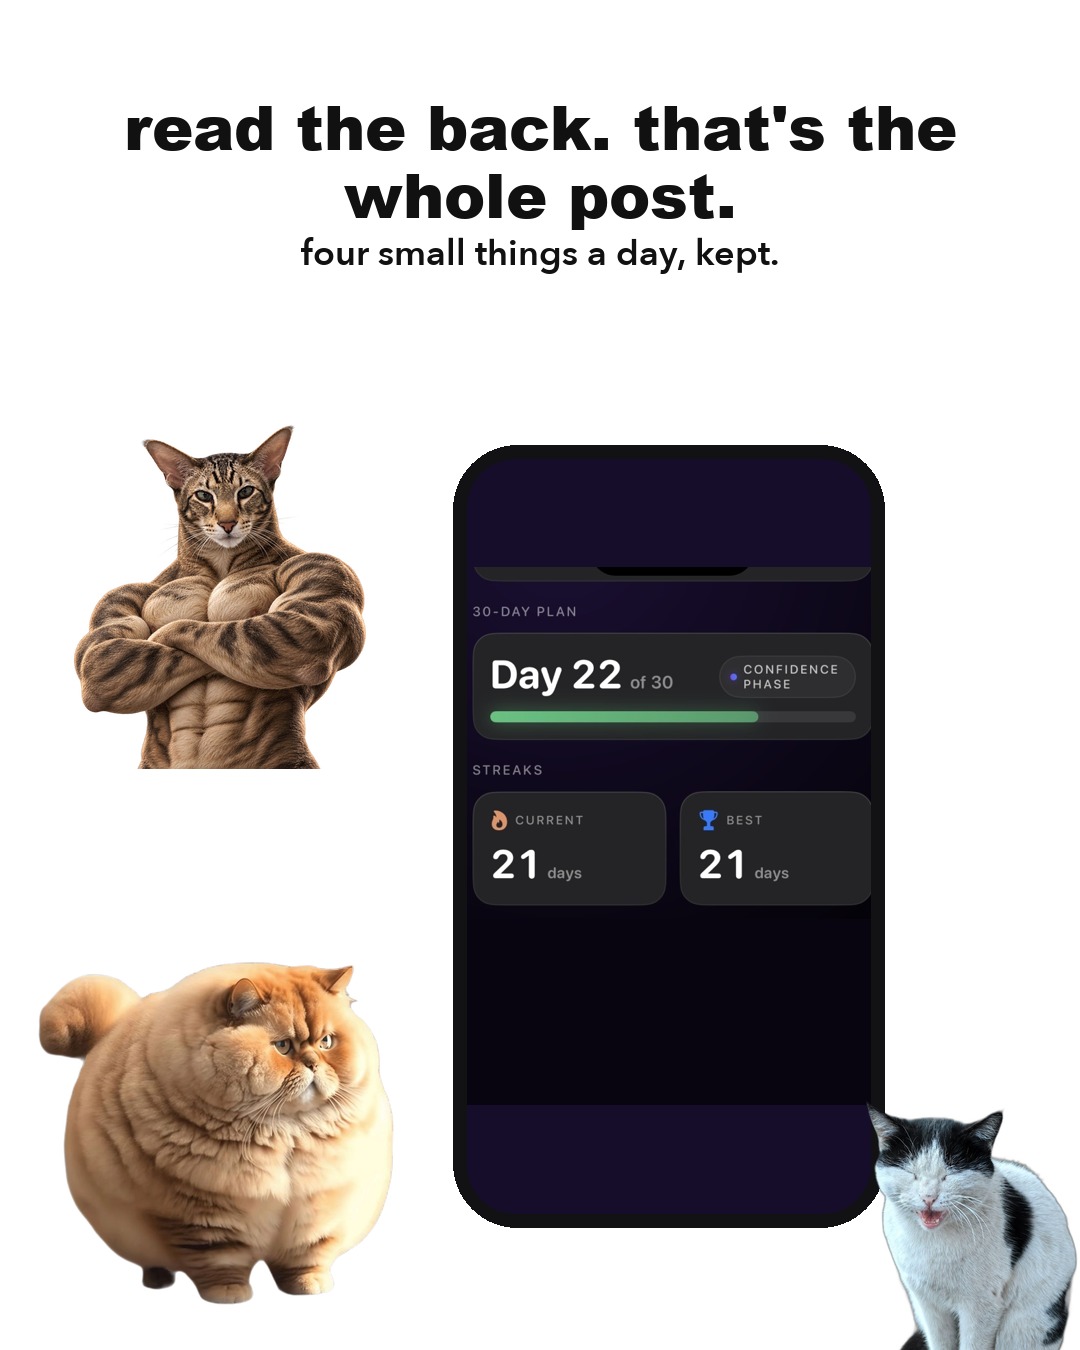 read the back. that's the
whole post.
four small things a day, kept.
30-DAY PLAN
Day 22 of 30
CONFIDENCE
PHASE
STREAKS
CURRENT
21 days
BEST
21 days